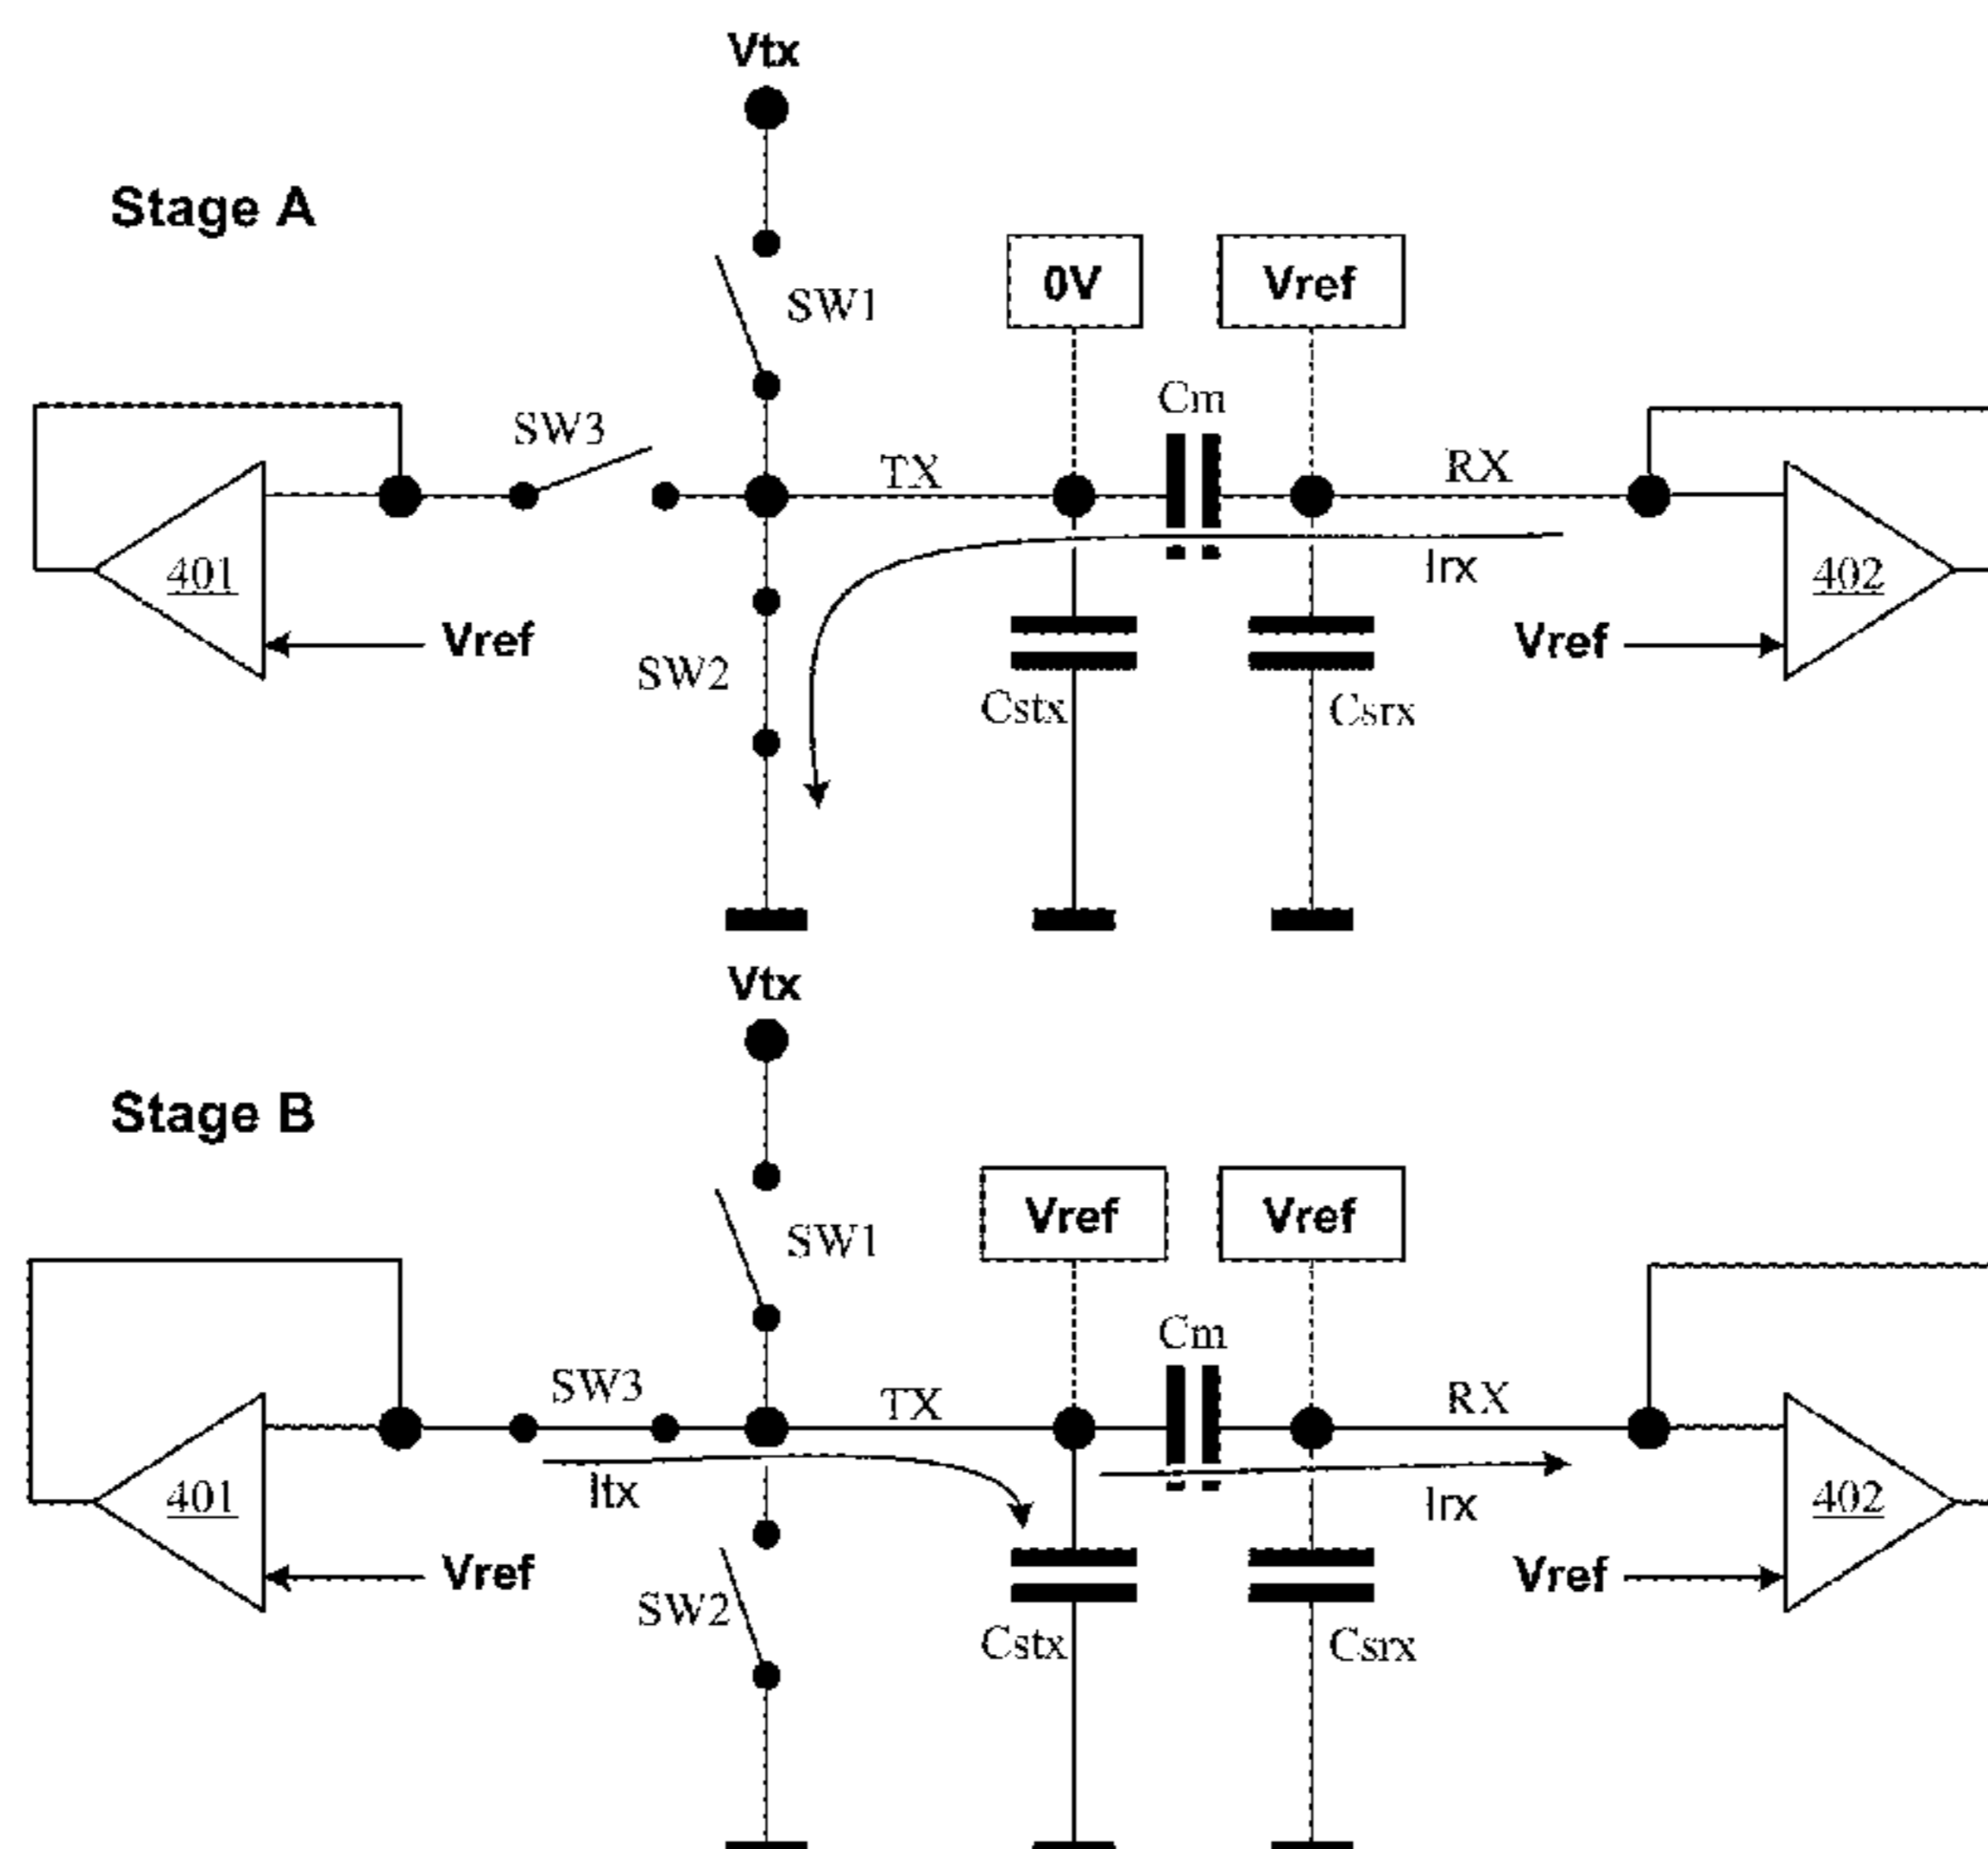 Vtx
Stage A
SW1
0V
Vref
Cm
SW3
TX
RX
401
Irx
402
Vref
SW2
Vref
Cstx
Csrx
Vtx
Stage B
SW1
Vref
Vref
Cm
SW3
TX
RX
401
Itx
Irx
402
Vref
SW2
Vref
Cstx
Csrx